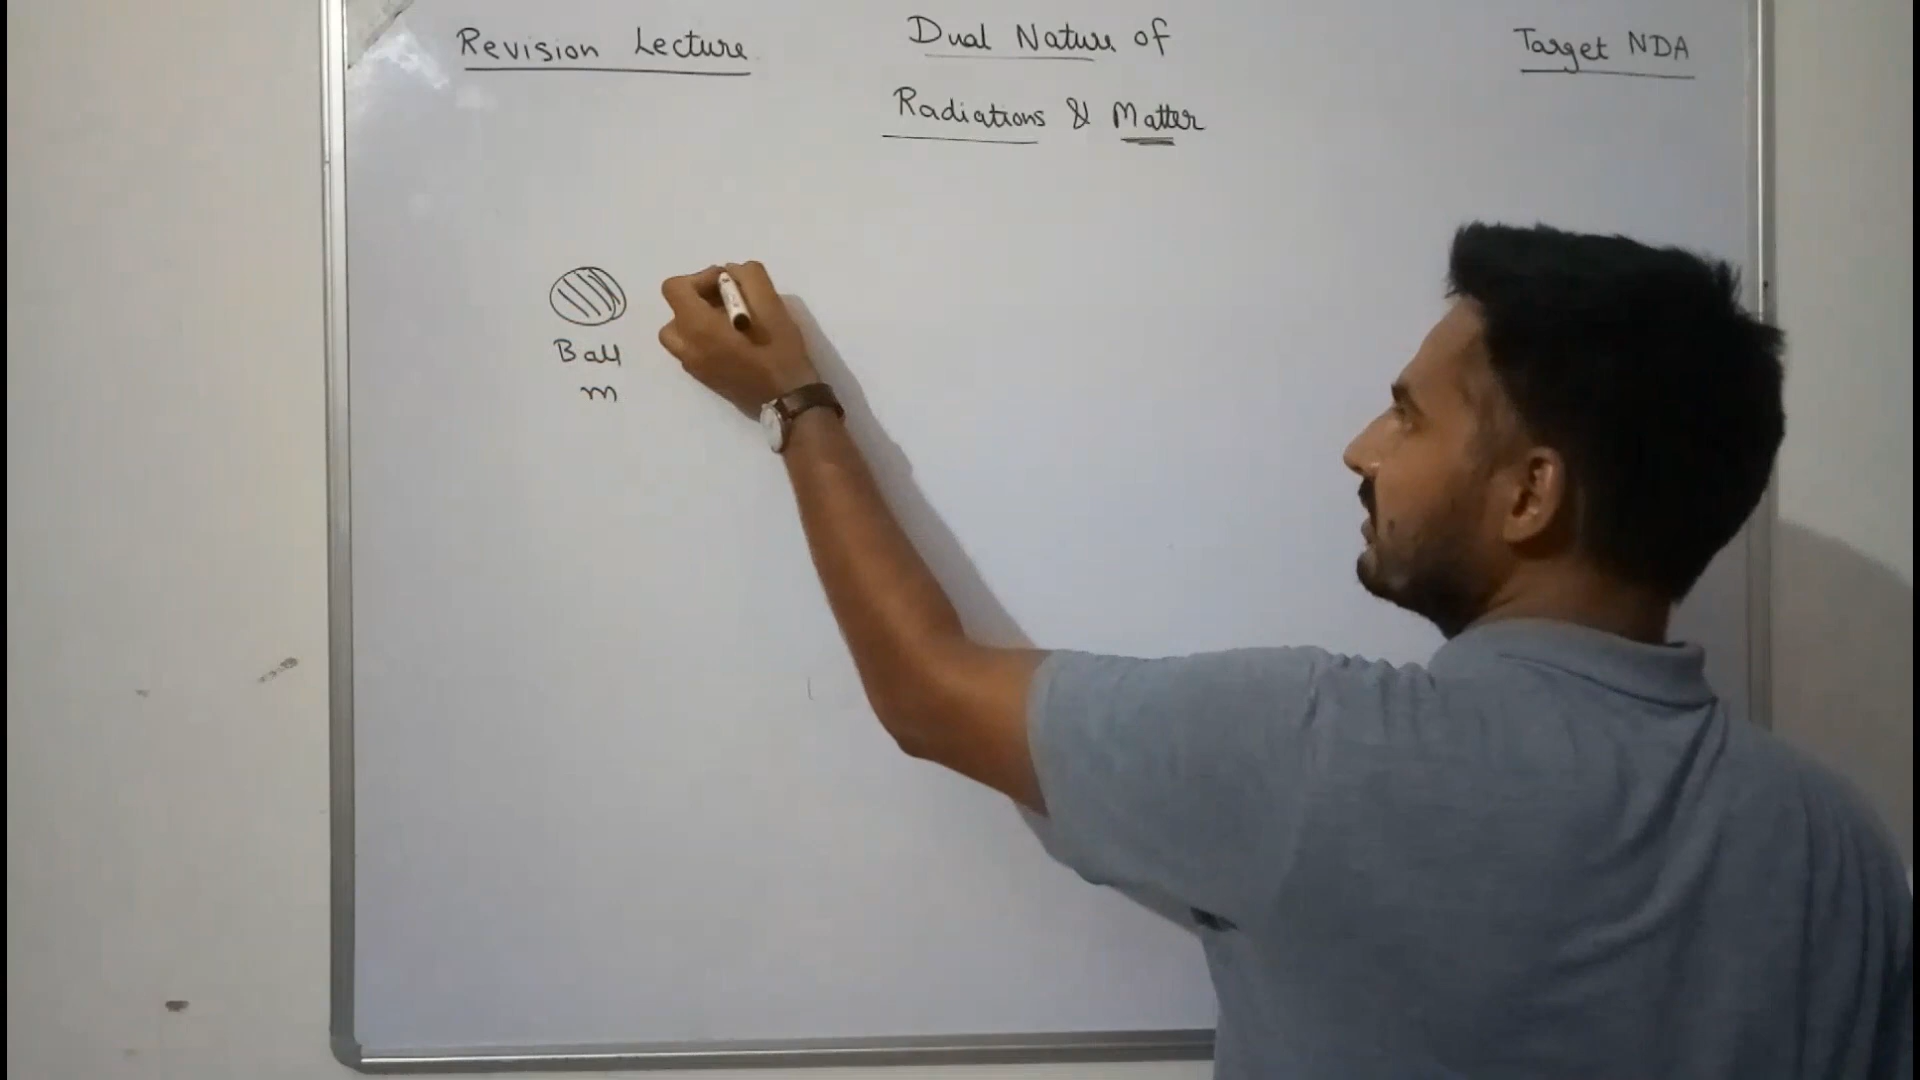 Revision Lecture
Dual Nature of
Radiations & Matter
Target NDA
Ball
m